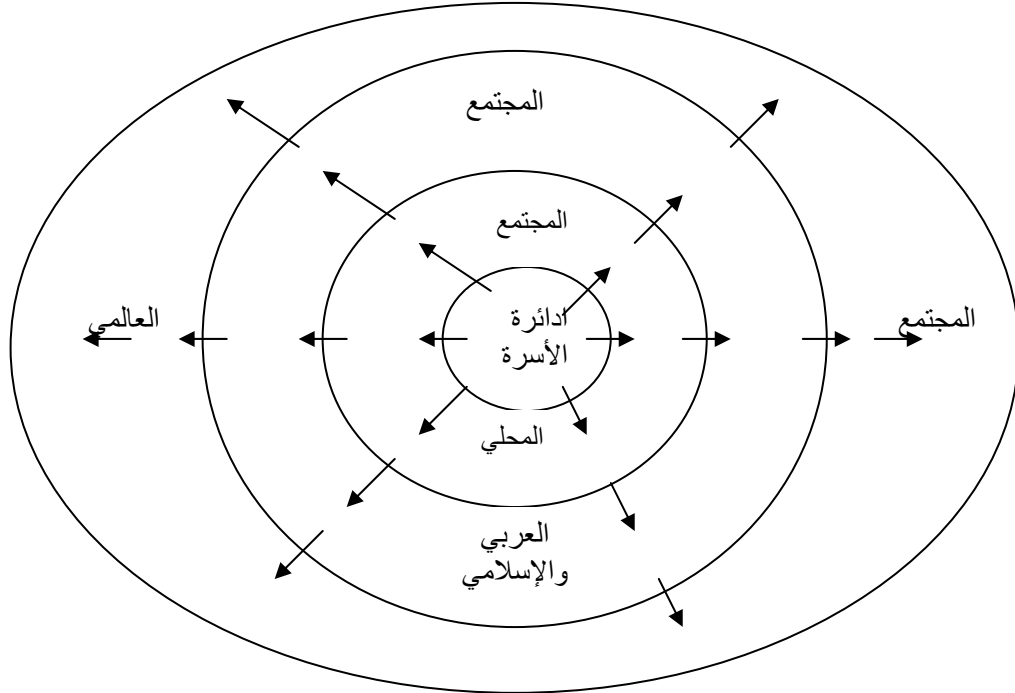 المجتمع
المجتمع
المجتمع
العالمي
ادائرة
الأسرة
المحلي
العربي
والإسلامي